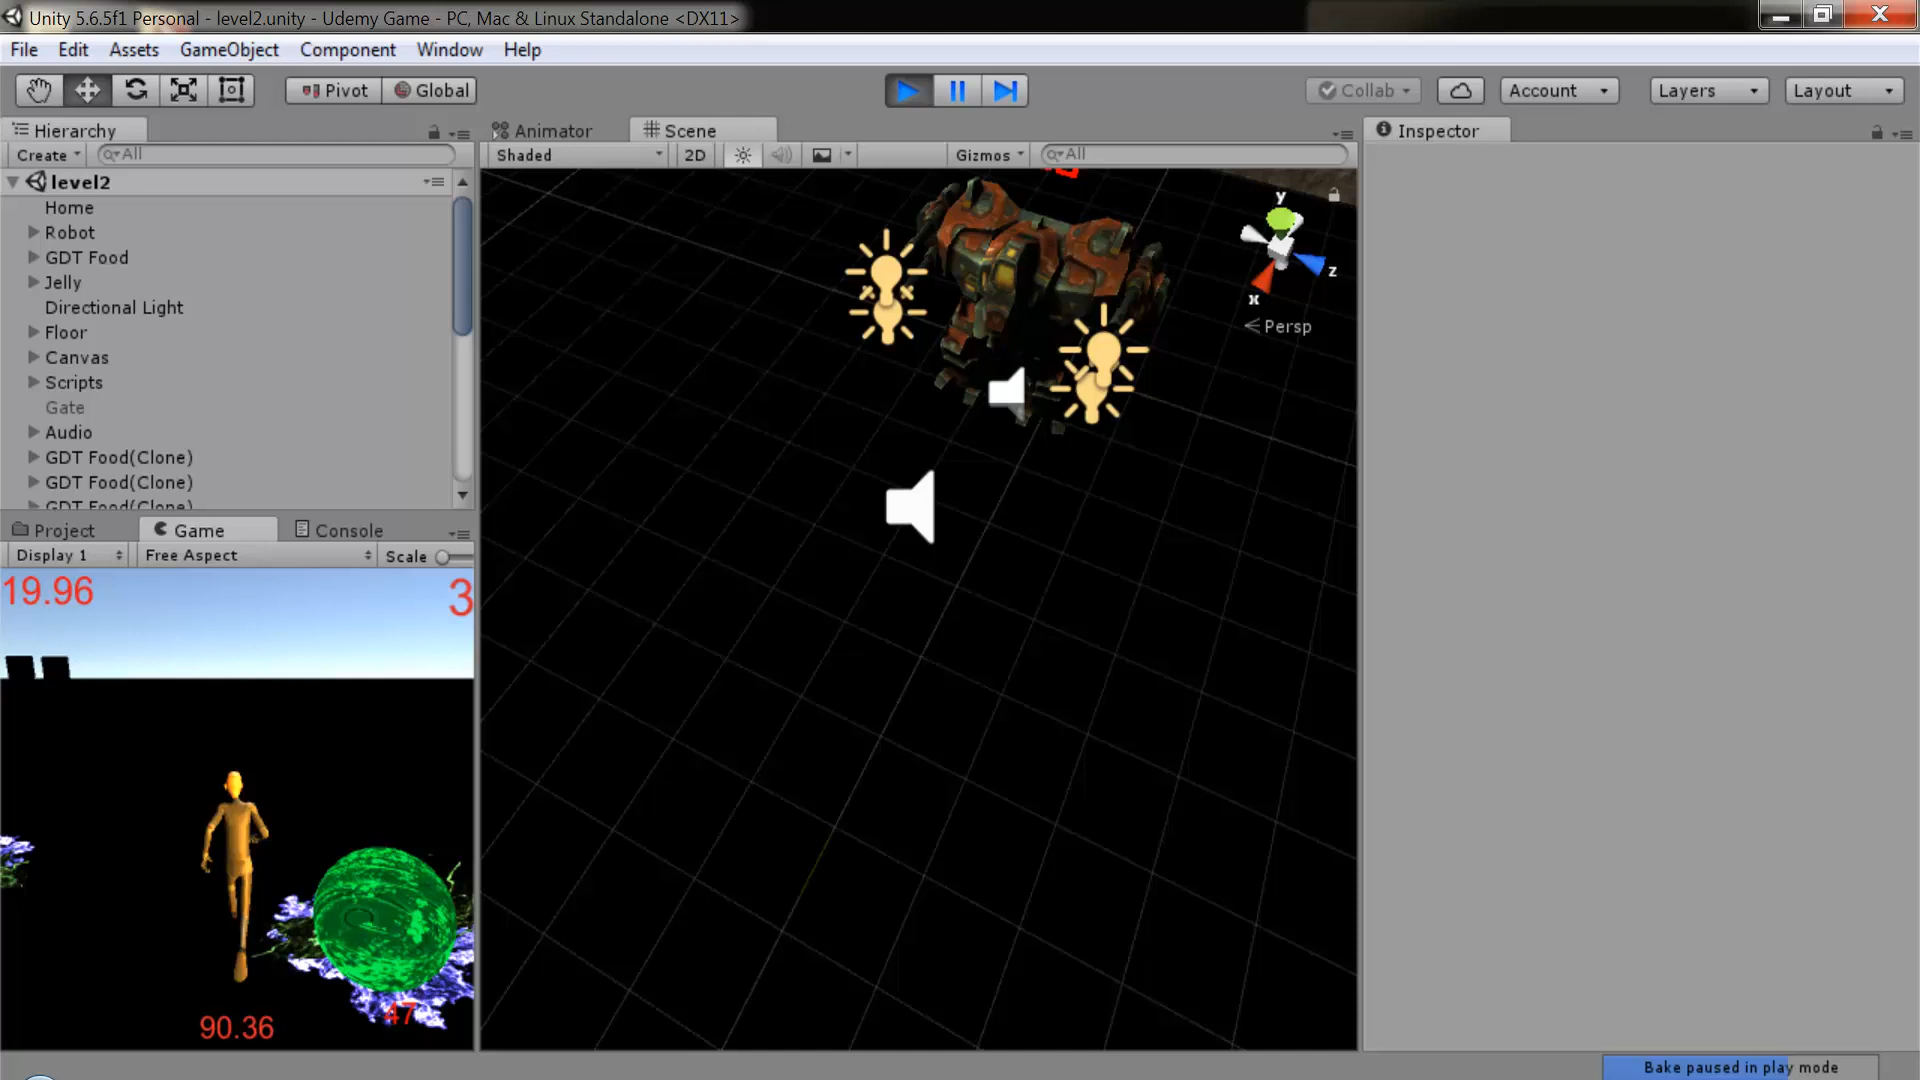 Unity 5.6.5f1 Personal - level2.unity - Udemy Game - PC, Mac & Linux Standalone <DX11>
File Edit Assets GameObject Component Window Help
Pivot Global Collab Account Layers Layout
Hierarchy
Create All
level2
Home
Robot
GDT Food
Jelly
Directional Light
Floor
Canvas
Scripts
Gate
Audio
GDT Food(Clone)
GDT Food(Clone)
GDT Food(Clone)
Animator Scene
Shaded 2D Gizmos All
y
z
x
Persp
Inspector
Project Game Console
Display 1 Free Aspect Scale
19.96 3
47
90.36
Bake paused in play mode